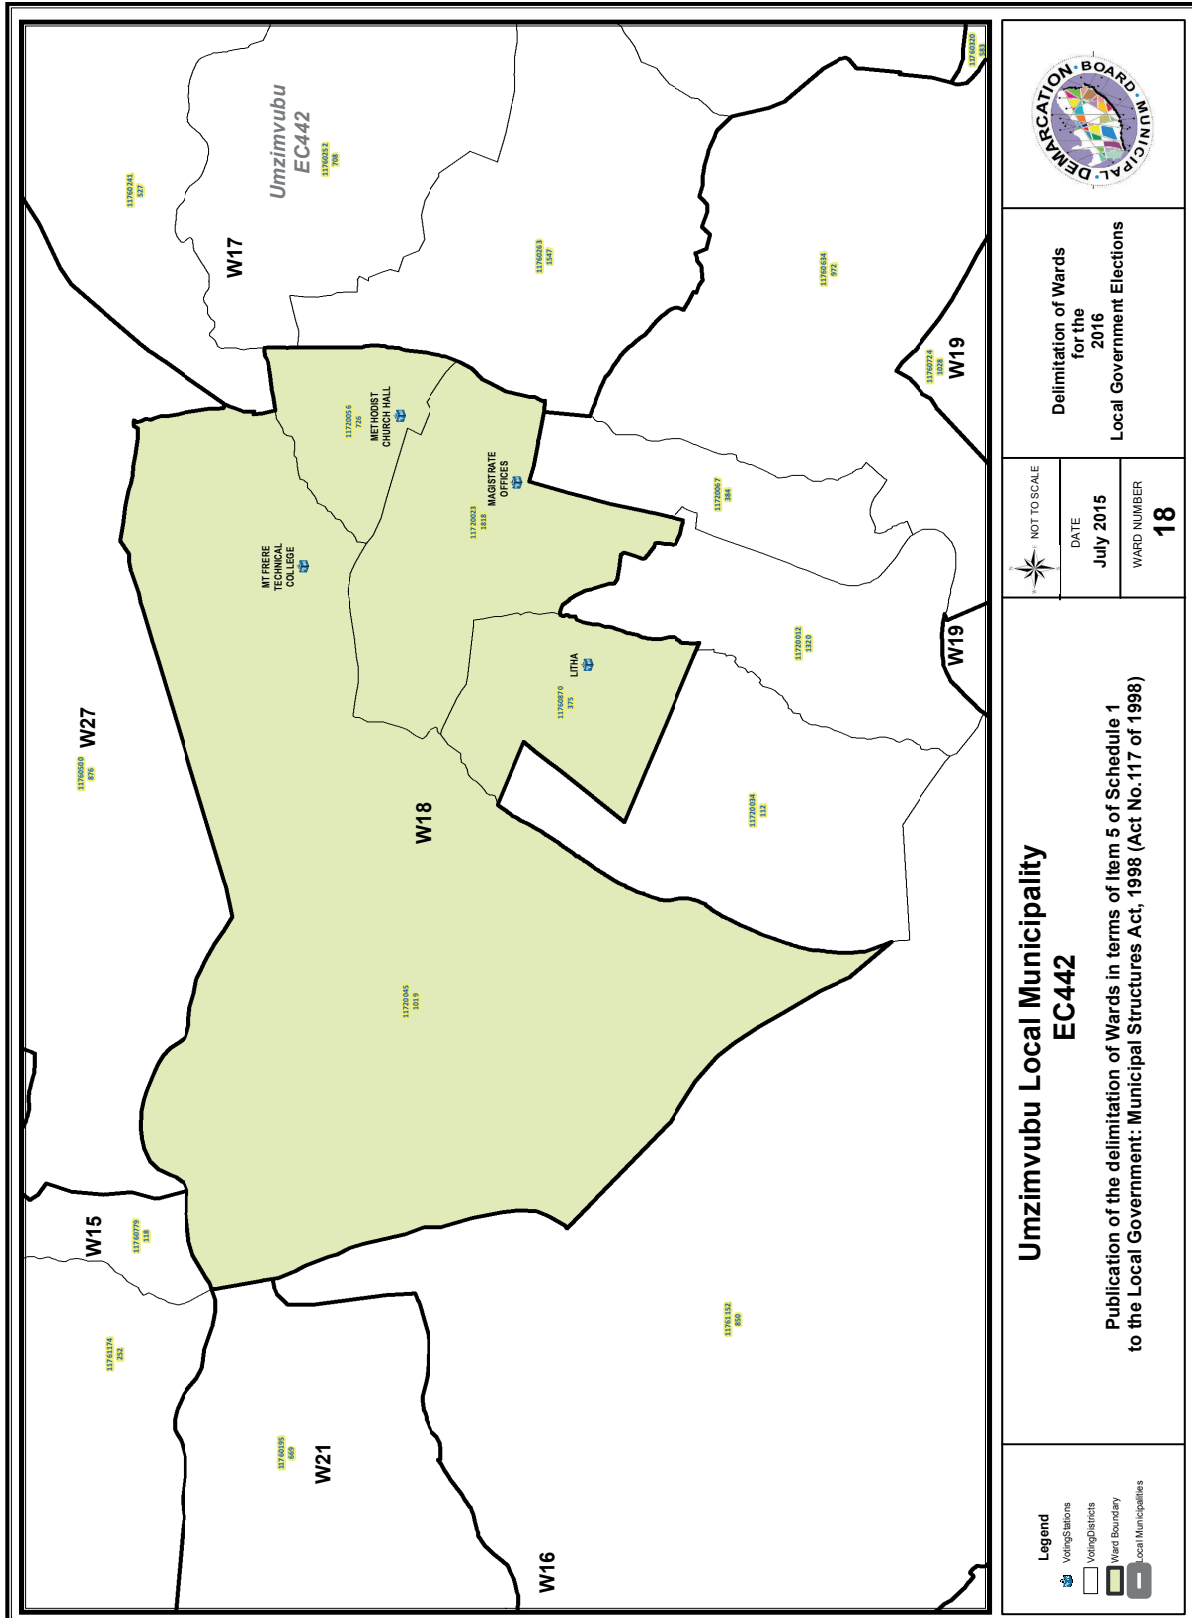 11760241
527
Umzimvubu
EC442
11760252
708
W17
11760263
1547
11760320
583
11760634
972
11760724
1028
W19
11720056
726
METHODIST
CHURCH HALL
MAGISTRATE
OFFICES
11720023
1818
MT FRERE
TECHNICAL
COLLEGE
11720067
384
11720012
1320
W19
LITHA
11760870
375
W27
11760500
876
W18
11720034
112
11720045
1019
W15
11760779
118
11761174
252
11760195
669
W21
11761152
850
W16
Legend
VotingStations
VotingDistricts
Ward Boundary
Local Municipalities
Umzimvubu Local Municipality
EC442
Publication of the delimitation of Wards in terms of Item 5 of Schedule 1
to the Local Government: Municipal Structures Act, 1998 (Act No.117 of 1998)
N
E
S
W
NOT TO SCALE
DATE
July 2015
WARD NUMBER
18
Delimitation of Wards
for the
2016
Local Government Elections
MUNICIPAL • DEMARCATION • BOARD •